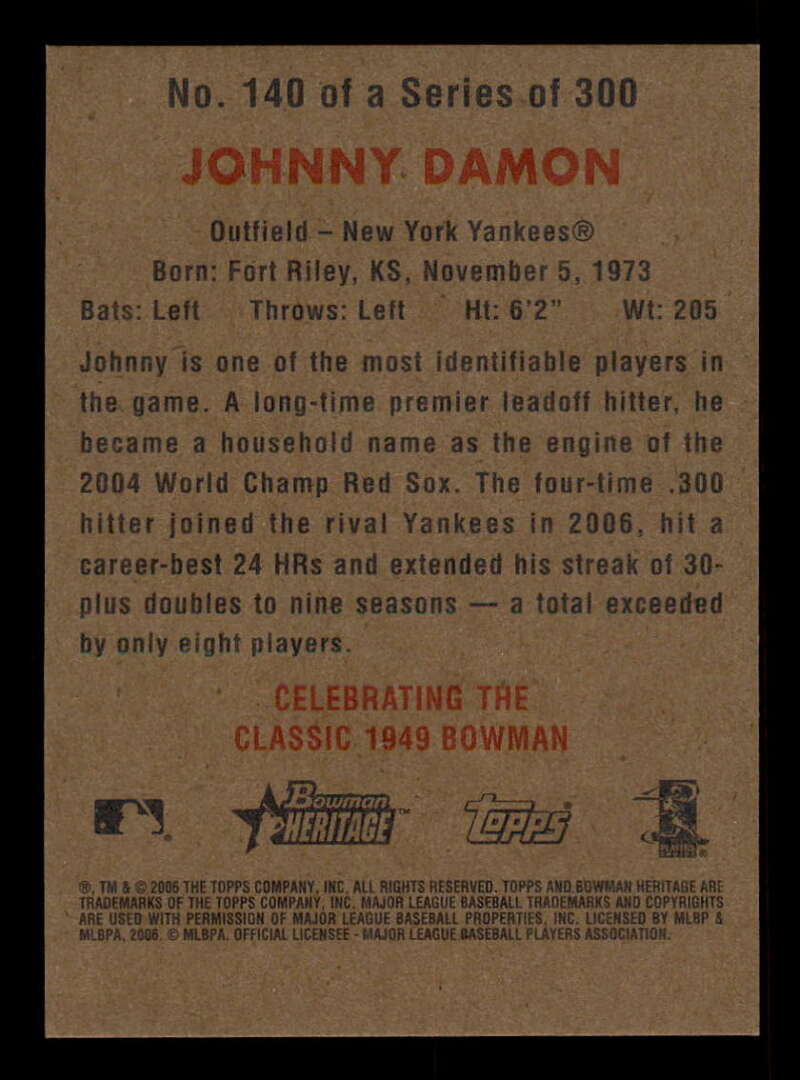 No. 140 of a Series of 300
JOHNNY DAMON
Outfield – New York Yankees®
Born: Fort Riley, KS, November 5, 1973
Bats: Left Throws: Left Ht: 6'2" Wt: 205
Johnny is one of the most identifiable players in
the game. A long-time premier leadoff hitter, he
became a household name as the engine of the
2004 World Champ Red Sox. The four-time .300
hitter joined the rival Yankees in 2006, hit a
career-best 24 HRs and extended his streak of 30-
plus doubles to nine seasons — a total exceeded
by only eight players.
CELEBRATING THE
CLASSIC 1949 BOWMAN
Bowman
HERITAGE™
Topps®
®, TM & © 2006 THE TOPPS COMPANY, INC. ALL RIGHTS RESERVED. TOPPS AND BOWMAN HERITAGE ARE
TRADEMARKS OF THE TOPPS COMPANY, INC. MAJOR LEAGUE BASEBALL TRADEMARKS AND COPYRIGHTS
ARE USED WITH PERMISSION OF MAJOR LEAGUE BASEBALL PROPERTIES, INC. LICENSED BY MLBP &
MLBPA, 2006. © MLBPA. OFFICIAL LICENSEE - MAJOR LEAGUE BASEBALL PLAYERS ASSOCIATION.